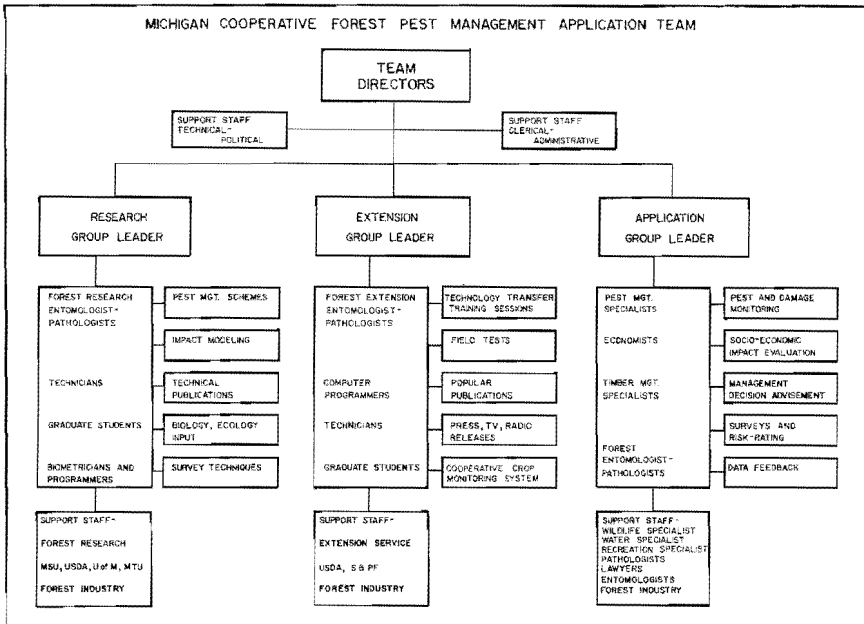 MICHIGAN COOPERATIVE FOREST PEST MANAGEMENT APPLICATION TEAM
TEAM
DIRECTORS
SUPPORT STAFF
TECHNICAL-
POLITICAL
SUPPORT STAFF
CLERICAL-
ADMINISTRATIVE
RESEARCH
GROUP LEADER
FOREST RESEARCH
ENTOMOLOGIST-
PATHOLOGISTS
TECHNICIANS
GRADUATE STUDENTS
BIOMETRICIANS AND
PROGRAMMERS
PEST MGT. SCHEMES
IMPACT MODELING
TECHNICAL
PUBLICATIONS
BIOLOGY, ECOLOGY
INPUT
SURVEY TECHNIQUES
SUPPORT STAFF-
FOREST RESEARCH
MSU, USDA, U of M, MTU
FOREST INDUSTRY
EXTENSION
GROUP LEADER
FOREST EXTENSION
ENTOMOLOGIST-
PATHOLOGISTS
COMPUTER
PROGRAMMERS
TECHNICIANS
GRADUATE STUDENTS
TECHNOLOGY TRANSFER
TRAINING SESSIONS
FIELD TESTS
POPULAR
PUBLICATIONS
PRESS, TV, RADIO
RELEASES
COOPERATIVE CROP
MONITORING SYSTEM
SUPPORT STAFF-
EXTENSION SERVICE
USDA, S & PF
FOREST INDUSTRY
APPLICATION
GROUP LEADER
PEST MGT.
SPECIALISTS
ECONOMISTS
TIMBER MGT.
SPECIALISTS
FOREST
ENTOMOLOGIST-
PATHOLOGISTS
PEST AND DAMAGE
MONITORING
SOCIO-ECONOMIC
IMPACT EVALUATION
MANAGEMENT
DECISION ADVISEMENT
SURVEYS AND
RISK-RATING
DATA FEEDBACK
SUPPORT STAFF-
WILDLIFE SPECIALIST
WATER SPECIALIST
RECREATION SPECIALIST
PATHOLOGISTS
LAWYERS
ENTOMOLOGISTS
FOREST INDUSTRY